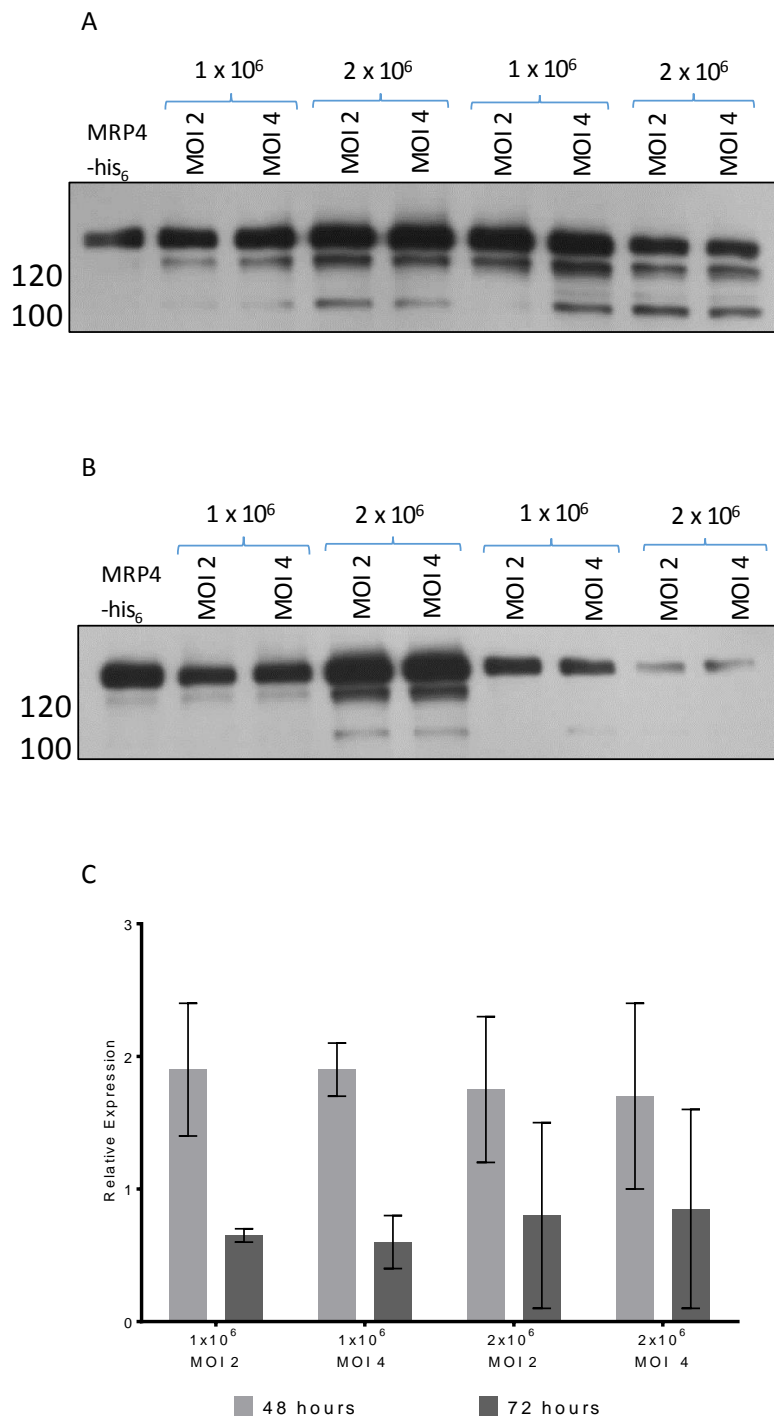 A
1 x 10⁶ 2 x 10⁶ 1 x 10⁶ 2 x 10⁶
MRP4
-his₆
MOI 2 MOI 4 MOI 2 MOI 4 MOI 2 MOI 4 MOI 2 MOI 4
120
100
B
1 x 10⁶ 2 x 10⁶ 1 x 10⁶ 2 x 10⁶
MRP4
-his₆
MOI 2 MOI 4 MOI 2 MOI 4 MOI 2 MOI 4 MOI 2 MOI 4
120
100
C
Relative Expression
3
2
1
0
1x10⁶ 1x10⁶ 2x10⁶ 2x10⁶
MOI 2 MOI 4 MOI 2 MOI 4
48 hours 72 hours